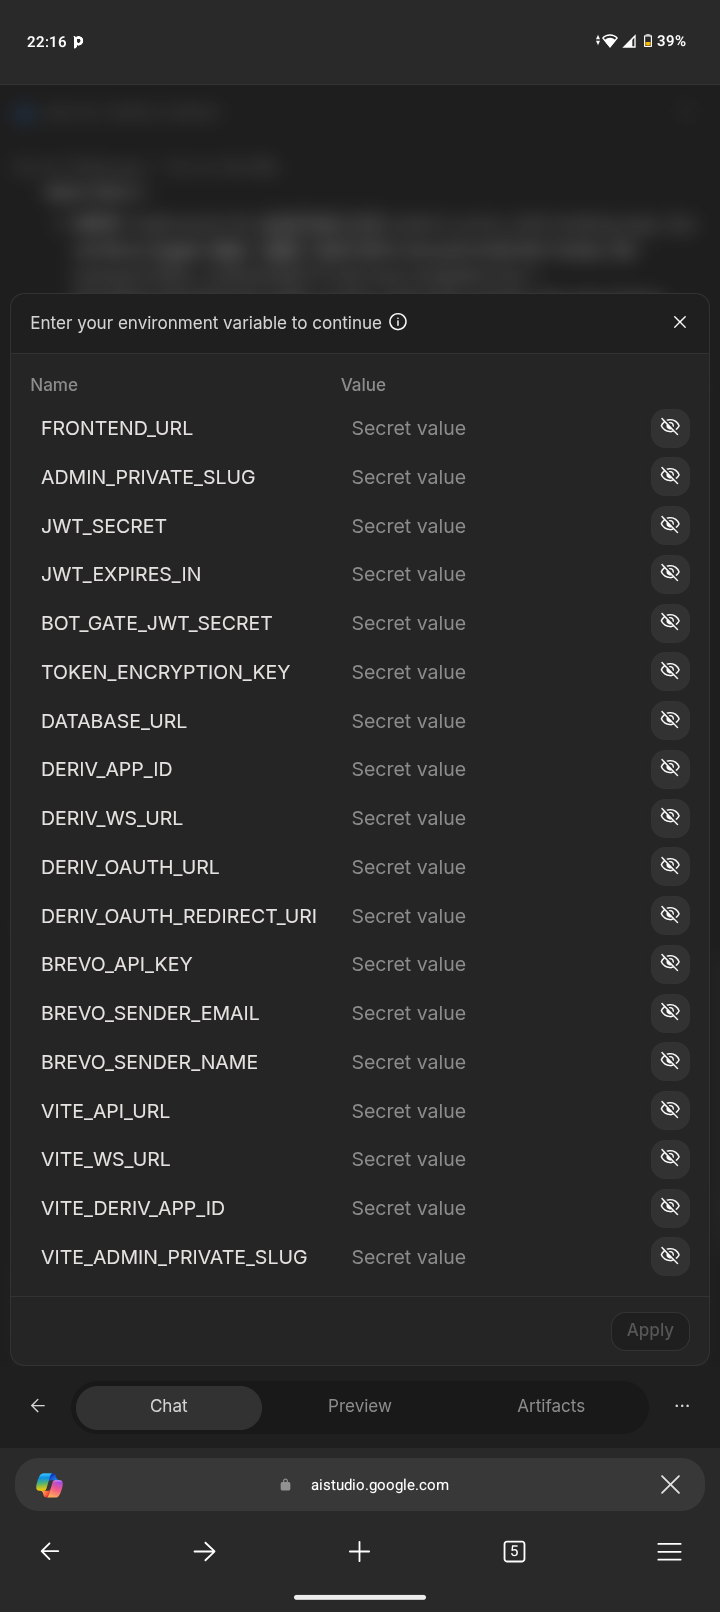 22:16
39%
Enter your environment variable to continue
Name Value
FRONTEND_URL Secret value
ADMIN_PRIVATE_SLUG Secret value
JWT_SECRET Secret value
JWT_EXPIRES_IN Secret value
BOT_GATE_JWT_SECRET Secret value
TOKEN_ENCRYPTION_KEY Secret value
DATABASE_URL Secret value
DERIV_APP_ID Secret value
DERIV_WS_URL Secret value
DERIV_OAUTH_URL Secret value
DERIV_OAUTH_REDIRECT_URI Secret value
BREVO_API_KEY Secret value
BREVO_SENDER_EMAIL Secret value
BREVO_SENDER_NAME Secret value
VITE_API_URL Secret value
VITE_WS_URL Secret value
VITE_DERIV_APP_ID Secret value
VITE_ADMIN_PRIVATE_SLUG Secret value
Apply
Chat Preview Artifacts
aistudio.google.com
5